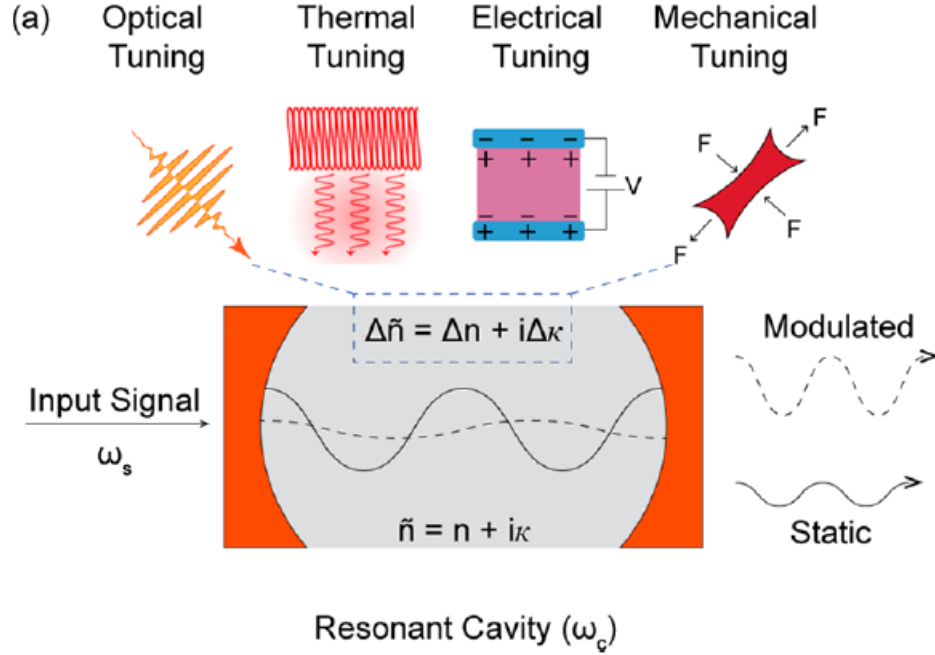 (a)
Optical
Tuning
Thermal
Tuning
Electrical
Tuning
Mechanical
Tuning
− − −
+ + +
− − −
+ + +
V
F
F
F
F
Δñ = Δn + iΔκ
Input Signal
ωs
ñ = n + iκ
Modulated
Static
Resonant Cavity (ωc)